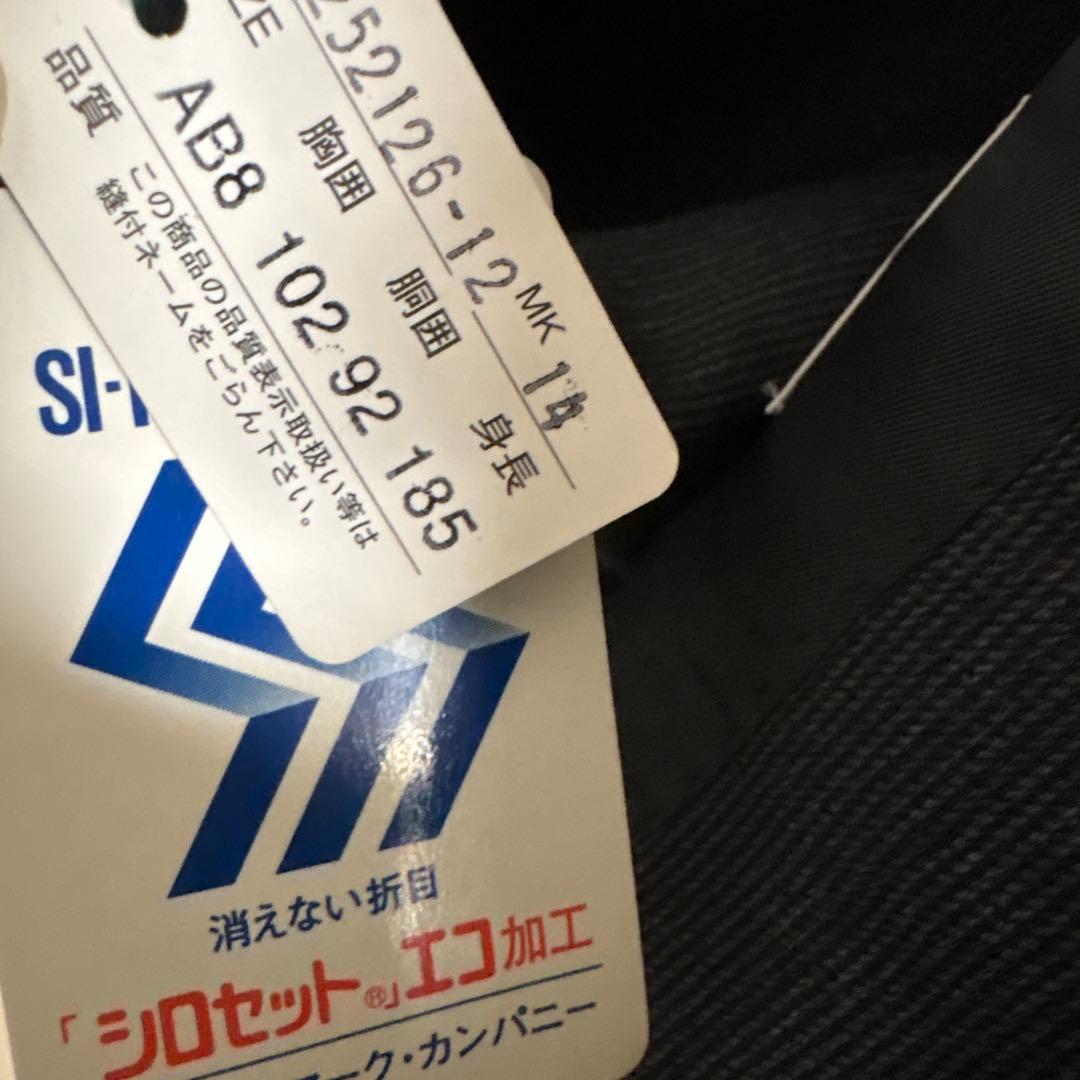 252126-12 MK 14
ZE 胸囲 胴囲 身長
AB8 102 92 185
品質 この商品の品質表示取扱い等は
縫付ネームをごらん下さい。
SI-
消えない折目
「シロセット®」エコ加工
マーク・カンパニー